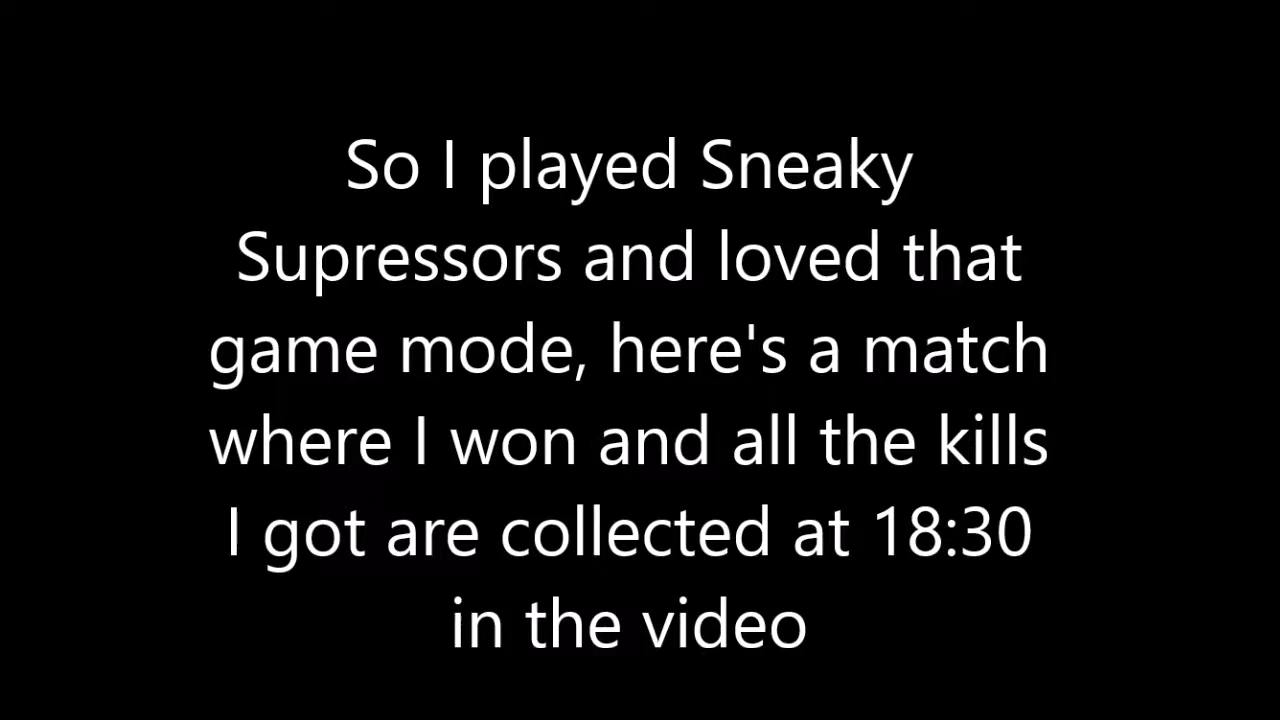 So I played Sneaky
Supressors and loved that
game mode, here's a match
where I won and all the kills
I got are collected at 18:30
in the video